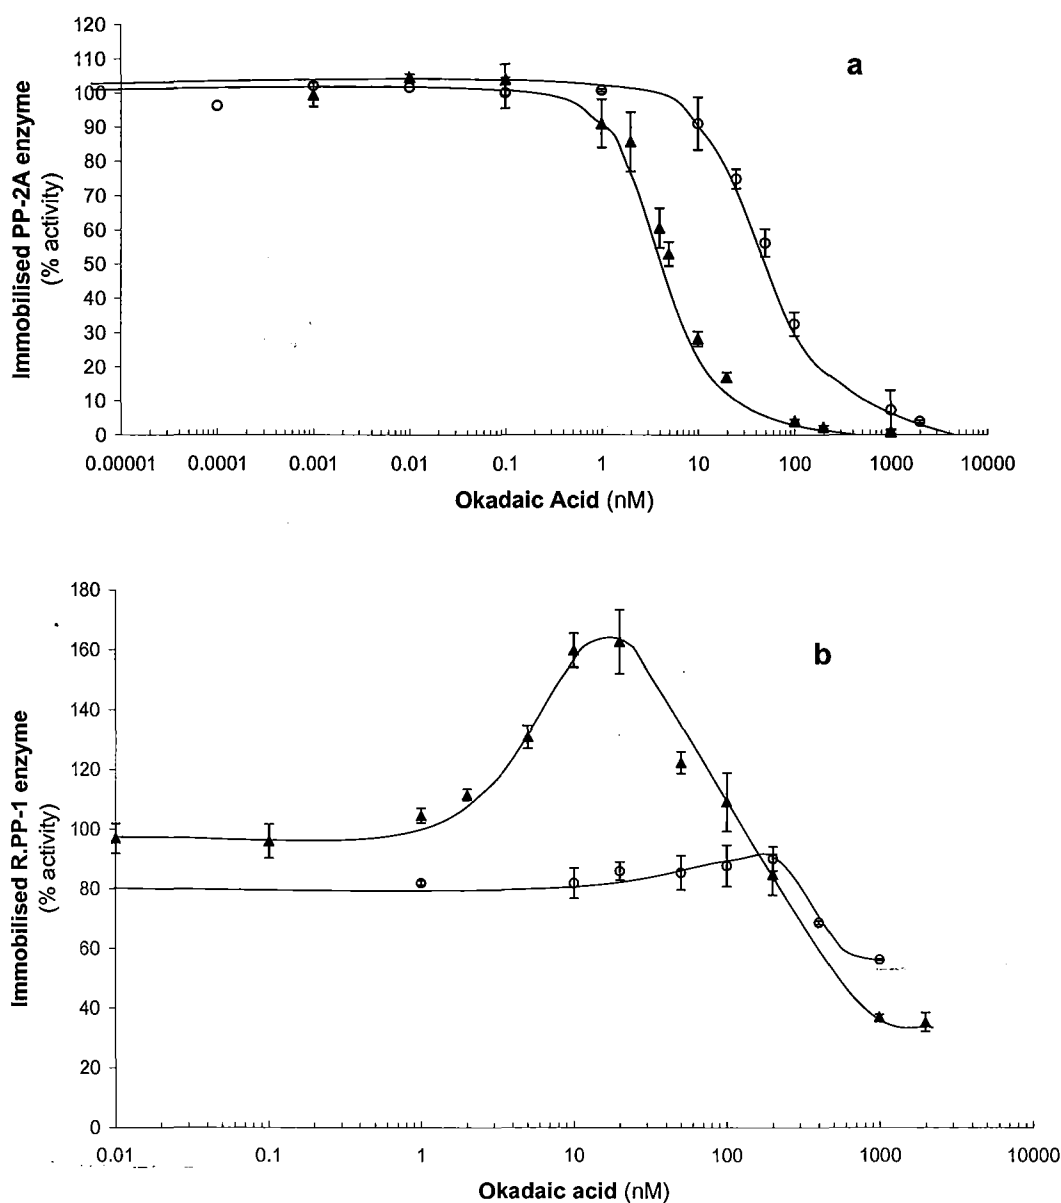 120
110
100
90
80
70
60
50
40
30
20
10
0
Immobilised PP-2A enzyme
(% activity)
a
0.00001 0.0001 0.001 0.01 0.1 1 10 100 1000 10000
Okadaic Acid (nM)
180
160
140
120
100
80
60
40
20
0
Immobilised R.PP-1 enzyme
(% activity)
b
0.01 0.1 1 10 100 1000 10000
Okadaic acid (nM)